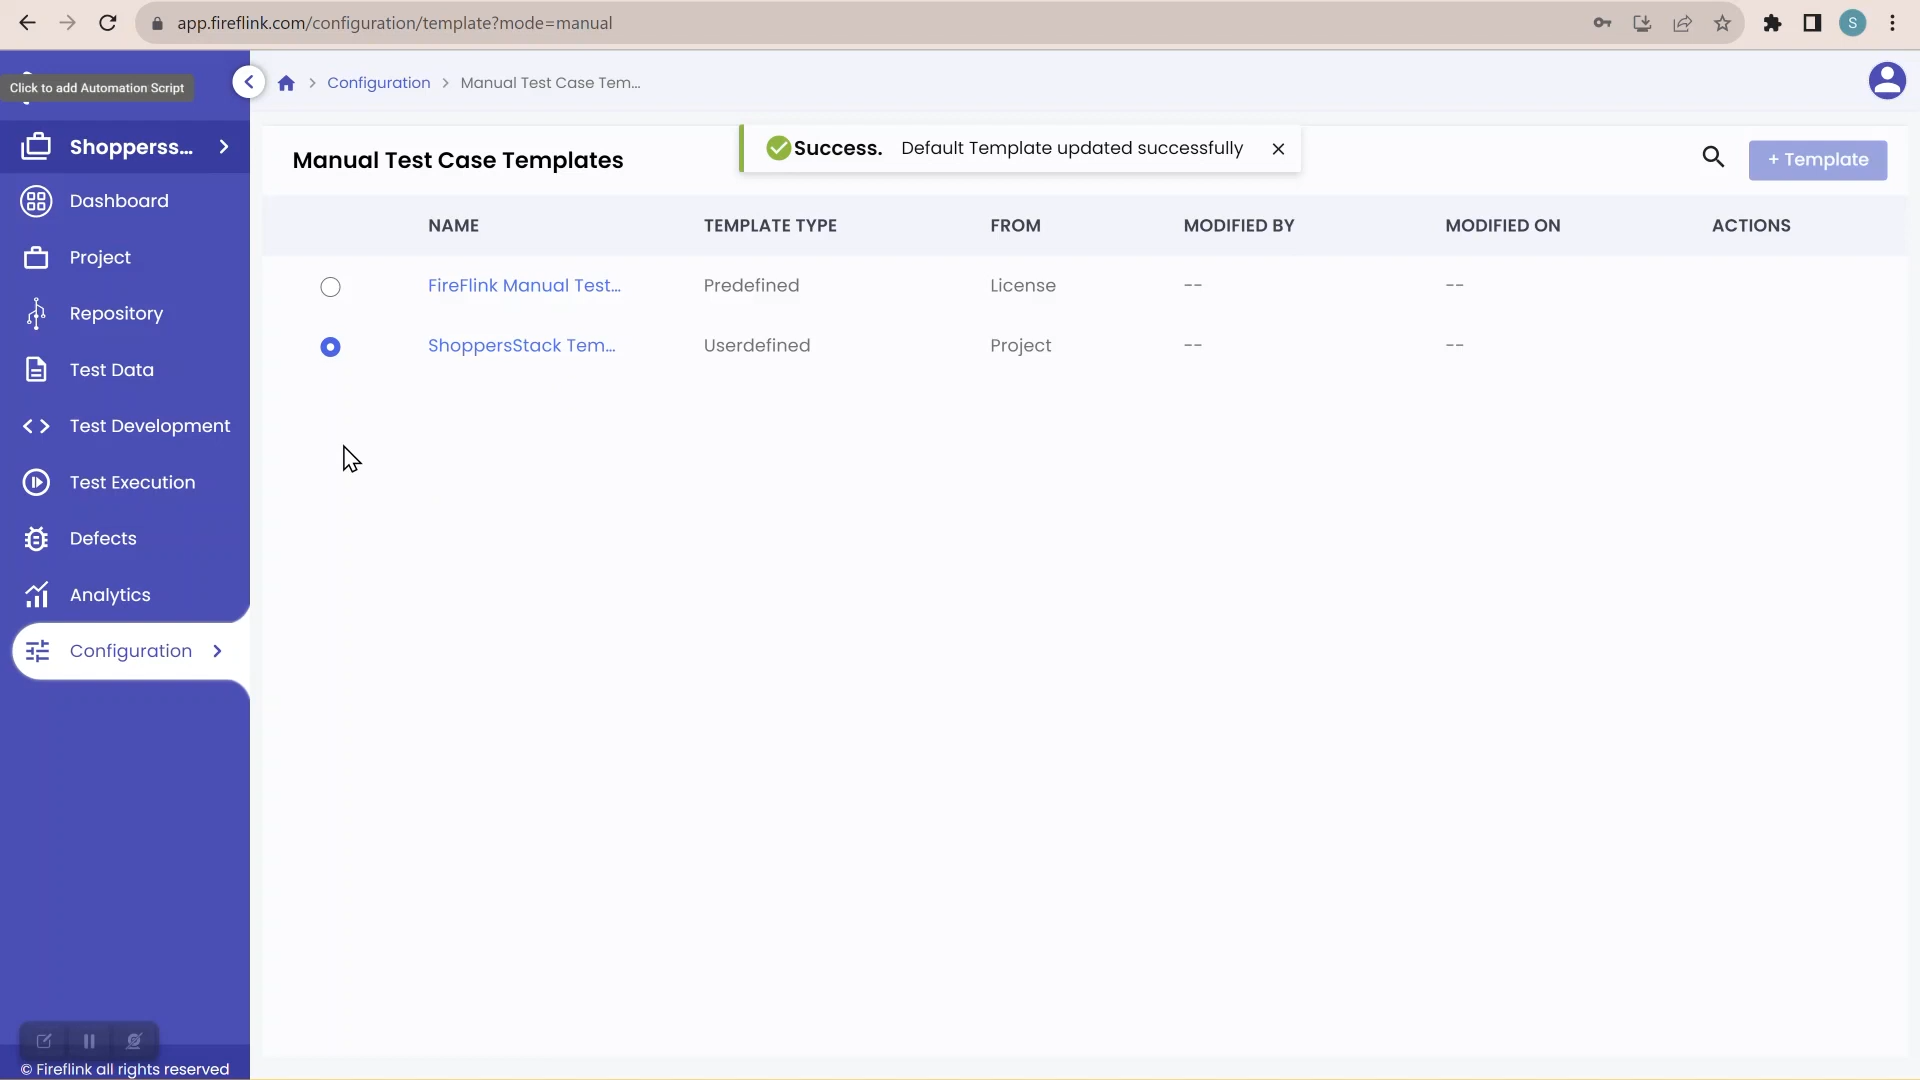 app.fireflink.com/configuration/template?mode=manual
S
Click to add Automation Script
Configuration
Manual Test Case Tem...
Shopperss...
Manual Test Case Templates
Success. Default Template updated successfully
+ Template
Dashboard
Project
Repository
Test Data
Test Development
Test Execution
Defects
Analytics
Configuration
NAME TEMPLATE TYPE FROM MODIFIED BY MODIFIED ON ACTIONS
FireFlink Manual Test... Predefined License -- --
ShoppersStack Tem... Userdefined Project -- --
© Fireflink all rights reserved